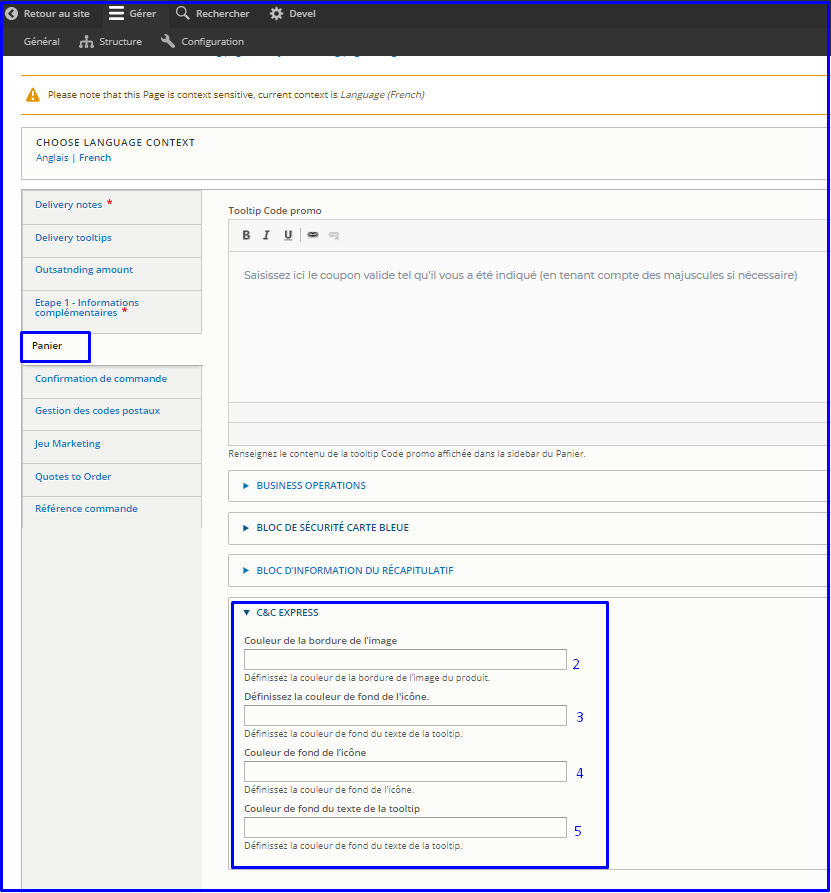 Retour au site Gérer Rechercher Devel
Général Structure Configuration
Please note that this Page is context sensitive, current context is Language (French)
CHOOSE LANGUAGE CONTEXT
Anglais | French
Delivery notes *
Delivery tooltips
Outsatnding amount
Etape 1 - Informations
complémentaires *
Panier
Confirmation de commande
Gestion des codes postaux
Jeu Marketing
Quotes to Order
Référence commande
Tooltip Code promo
B I U
Saisissez ici le coupon valide tel qu'il vous a été indiqué (en tenant compte des majuscules si nécessaire)
Renseignez le contenu de la tooltip Code promo affichée dans la sidebar du Panier.
BUSINESS OPERATIONS
BLOC DE SÉCURITÉ CARTE BLEUE
BLOC D'INFORMATION DU RÉCAPITULATIF
C&C EXPRESS
Couleur de la bordure de l'image
2
Définissez la couleur de la bordure de l'image du produit.
Définissez la couleur de fond de l'icône.
3
Définissez la couleur de fond du texte de la tooltip.
Couleur de fond de l'icône
4
Définissez la couleur de fond de l'icône.
Couleur de fond du texte de la tooltip
5
Définissez la couleur de fond du texte de la tooltip.